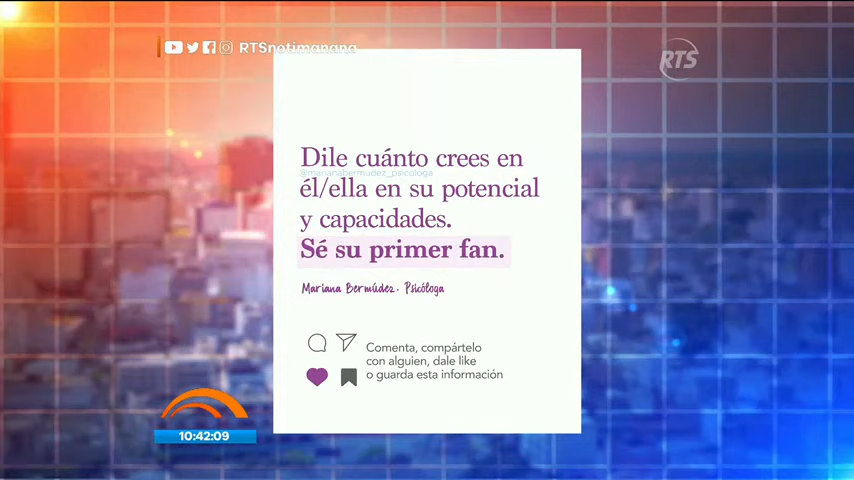 RTSnotimanana
RTS
Dile cuánto crees en
@marianabermudez_psicologa
él/ella en su potencial
y capacidades.
Sé su primer fan.
Mariana Bermúdez. Psicóloga
Comenta, compártelo
con alguien, dale like
o guarda esta información
10:42:09